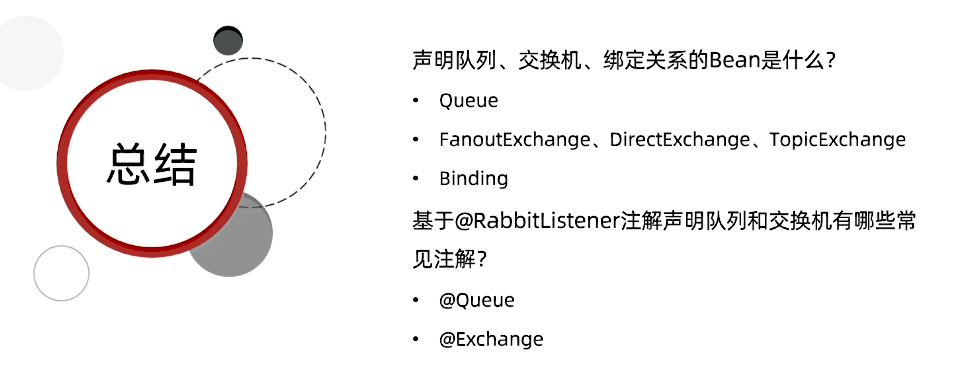 总结
声明队列、交换机、绑定关系的Bean是什么？
• Queue
• FanoutExchange、DirectExchange、TopicExchange
• Binding
基于@RabbitListener注解声明队列和交换机有哪些常
见注解？
• @Queue
• @Exchange